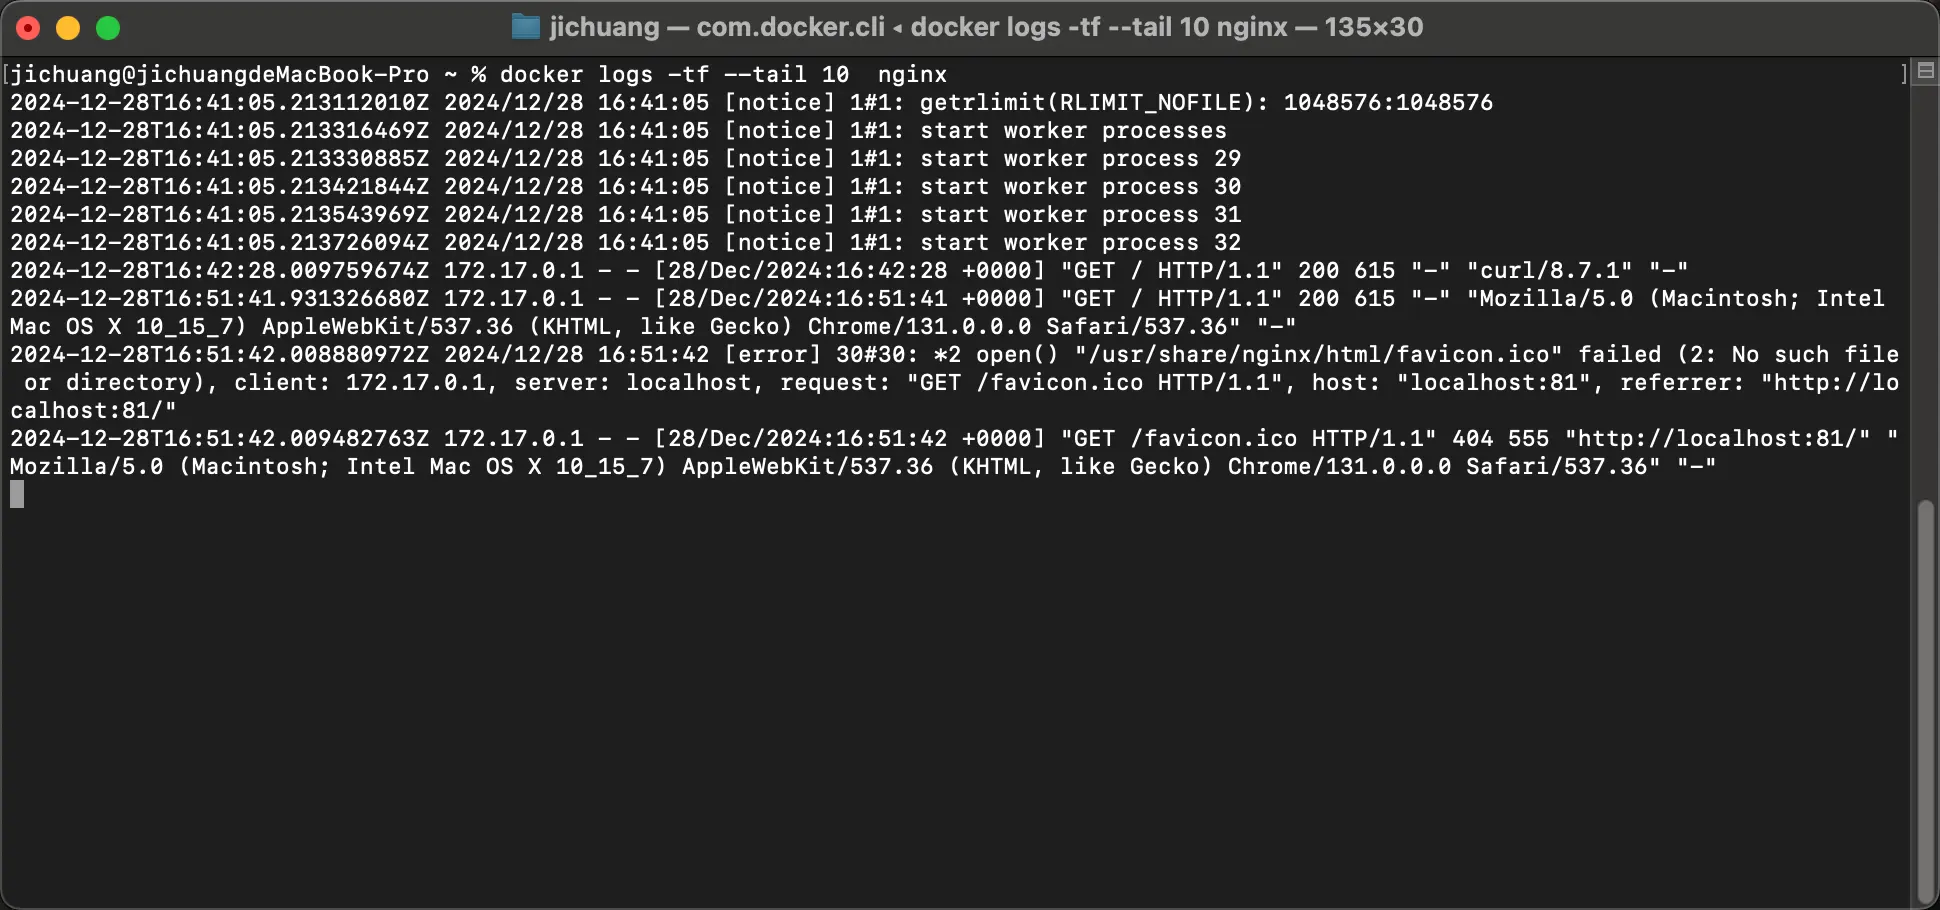 jichuang — com.docker.cli ◂ docker logs -tf --tail 10 nginx — 135×30
[jichuang@jichuangdeMacBook-Pro ~ % docker logs -tf --tail 10  nginx ]
2024-12-28T16:41:05.213112010Z 2024/12/28 16:41:05 [notice] 1#1: getrlimit(RLIMIT_NOFILE): 1048576:1048576
2024-12-28T16:41:05.213316469Z 2024/12/28 16:41:05 [notice] 1#1: start worker processes
2024-12-28T16:41:05.213330885Z 2024/12/28 16:41:05 [notice] 1#1: start worker process 29
2024-12-28T16:41:05.213421844Z 2024/12/28 16:41:05 [notice] 1#1: start worker process 30
2024-12-28T16:41:05.213543969Z 2024/12/28 16:41:05 [notice] 1#1: start worker process 31
2024-12-28T16:41:05.213726094Z 2024/12/28 16:41:05 [notice] 1#1: start worker process 32
2024-12-28T16:42:28.009759674Z 172.17.0.1 - - [28/Dec/2024:16:42:28 +0000] "GET / HTTP/1.1" 200 615 "-" "curl/8.7.1" "-"
2024-12-28T16:51:41.931326680Z 172.17.0.1 - - [28/Dec/2024:16:51:41 +0000] "GET / HTTP/1.1" 200 615 "-" "Mozilla/5.0 (Macintosh; Intel
Mac OS X 10_15_7) AppleWebKit/537.36 (KHTML, like Gecko) Chrome/131.0.0.0 Safari/537.36" "-"
2024-12-28T16:51:42.008880972Z 2024/12/28 16:51:42 [error] 30#30: *2 open() "/usr/share/nginx/html/favicon.ico" failed (2: No such file
 or directory), client: 172.17.0.1, server: localhost, request: "GET /favicon.ico HTTP/1.1", host: "localhost:81", referrer: "http://lo
calhost:81/"
2024-12-28T16:51:42.009482763Z 172.17.0.1 - - [28/Dec/2024:16:51:42 +0000] "GET /favicon.ico HTTP/1.1" 404 555 "http://localhost:81/" "
Mozilla/5.0 (Macintosh; Intel Mac OS X 10_15_7) AppleWebKit/537.36 (KHTML, like Gecko) Chrome/131.0.0.0 Safari/537.36" "-"